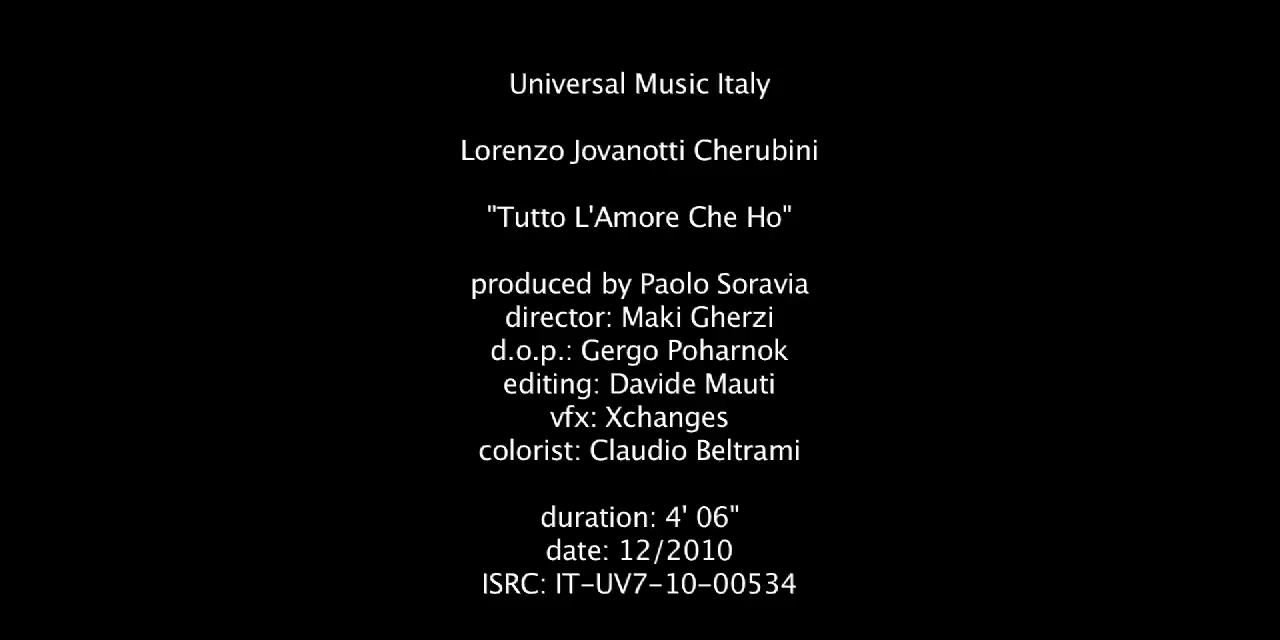 Universal Music Italy
Lorenzo Jovanotti Cherubini
"Tutto L'Amore Che Ho"
produced by Paolo Soravia
director: Maki Gherzi
d.o.p.: Gergo Poharnok
editing: Davide Mauti
vfx: Xchanges
colorist: Claudio Beltrami
duration: 4' 06"
date: 12/2010
ISRC: IT-UV7-10-00534